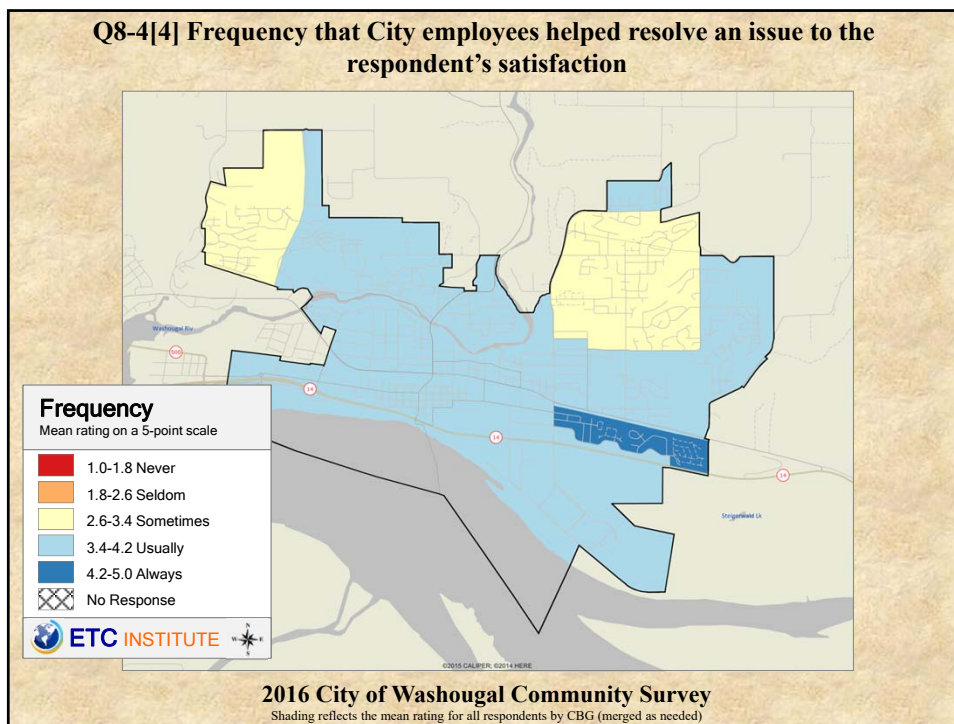 Q8-4[4] Frequency that City employees helped resolve an issue to the
respondent's satisfaction
Washougal Riv
500
14
14
14
Steigerwald Lk
Frequency
Mean rating on a 5-point scale
1.0-1.8 Never
1.8-2.6 Seldom
2.6-3.4 Sometimes
3.4-4.2 Usually
4.2-5.0 Always
No Response
ETC INSTITUTE
N
W E
S
©2015 CALIPER; ©2014 HERE
2016 City of Washougal Community Survey
Shading reflects the mean rating for all respondents by CBG (merged as needed)